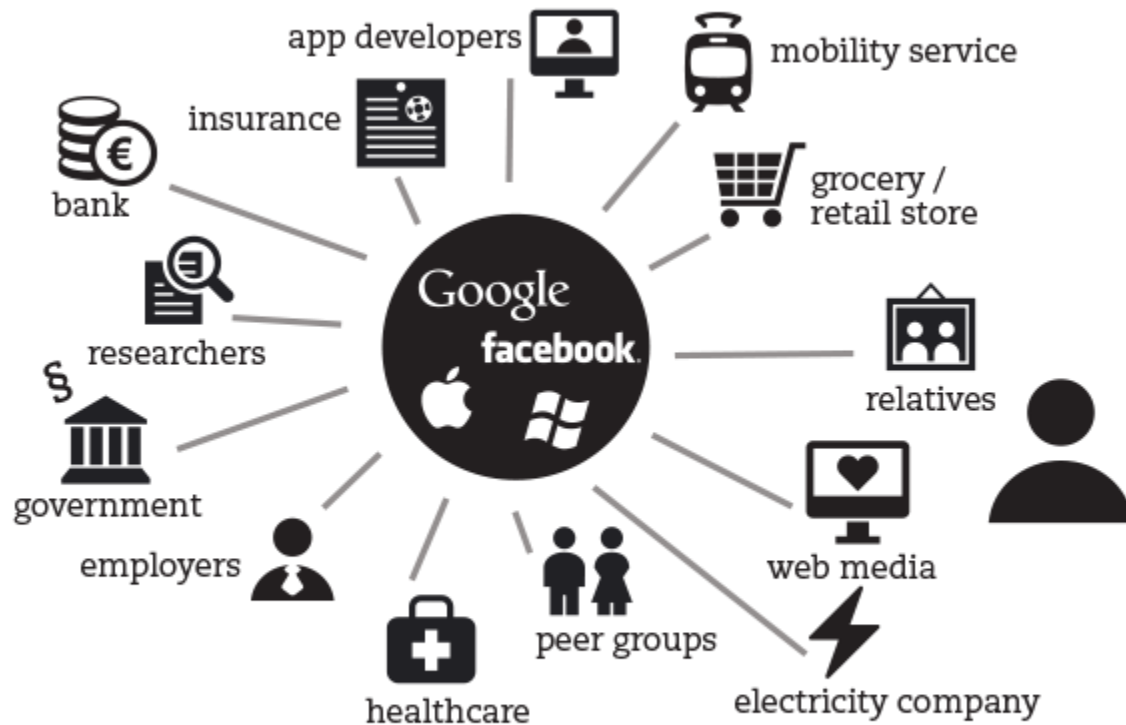 app developers
mobility service
insurance
€
bank
grocery /
retail store
Google
facebook.
researchers
relatives
§
government
employers
web media
peer groups
healthcare
electricity company